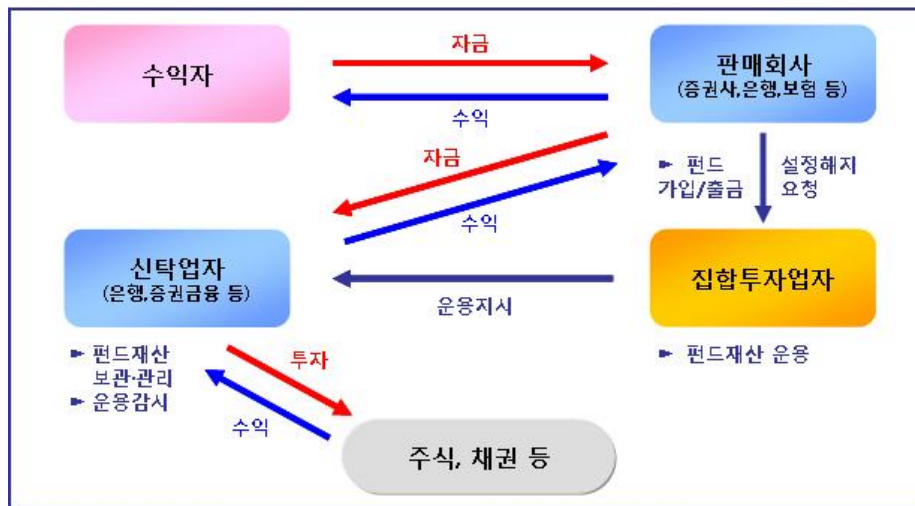 자금
수익자
판매회사
(증권사,은행,보험 등)
수익
자금
► 펀드
가입/출금
설정해지
요청
수익
신탁업자
(은행,증권금융 등)
집합투자업자
운용지시
► 펀드재산
보관·관리
► 운용감시
투자
► 펀드재산 운용
수익
주식, 채권 등